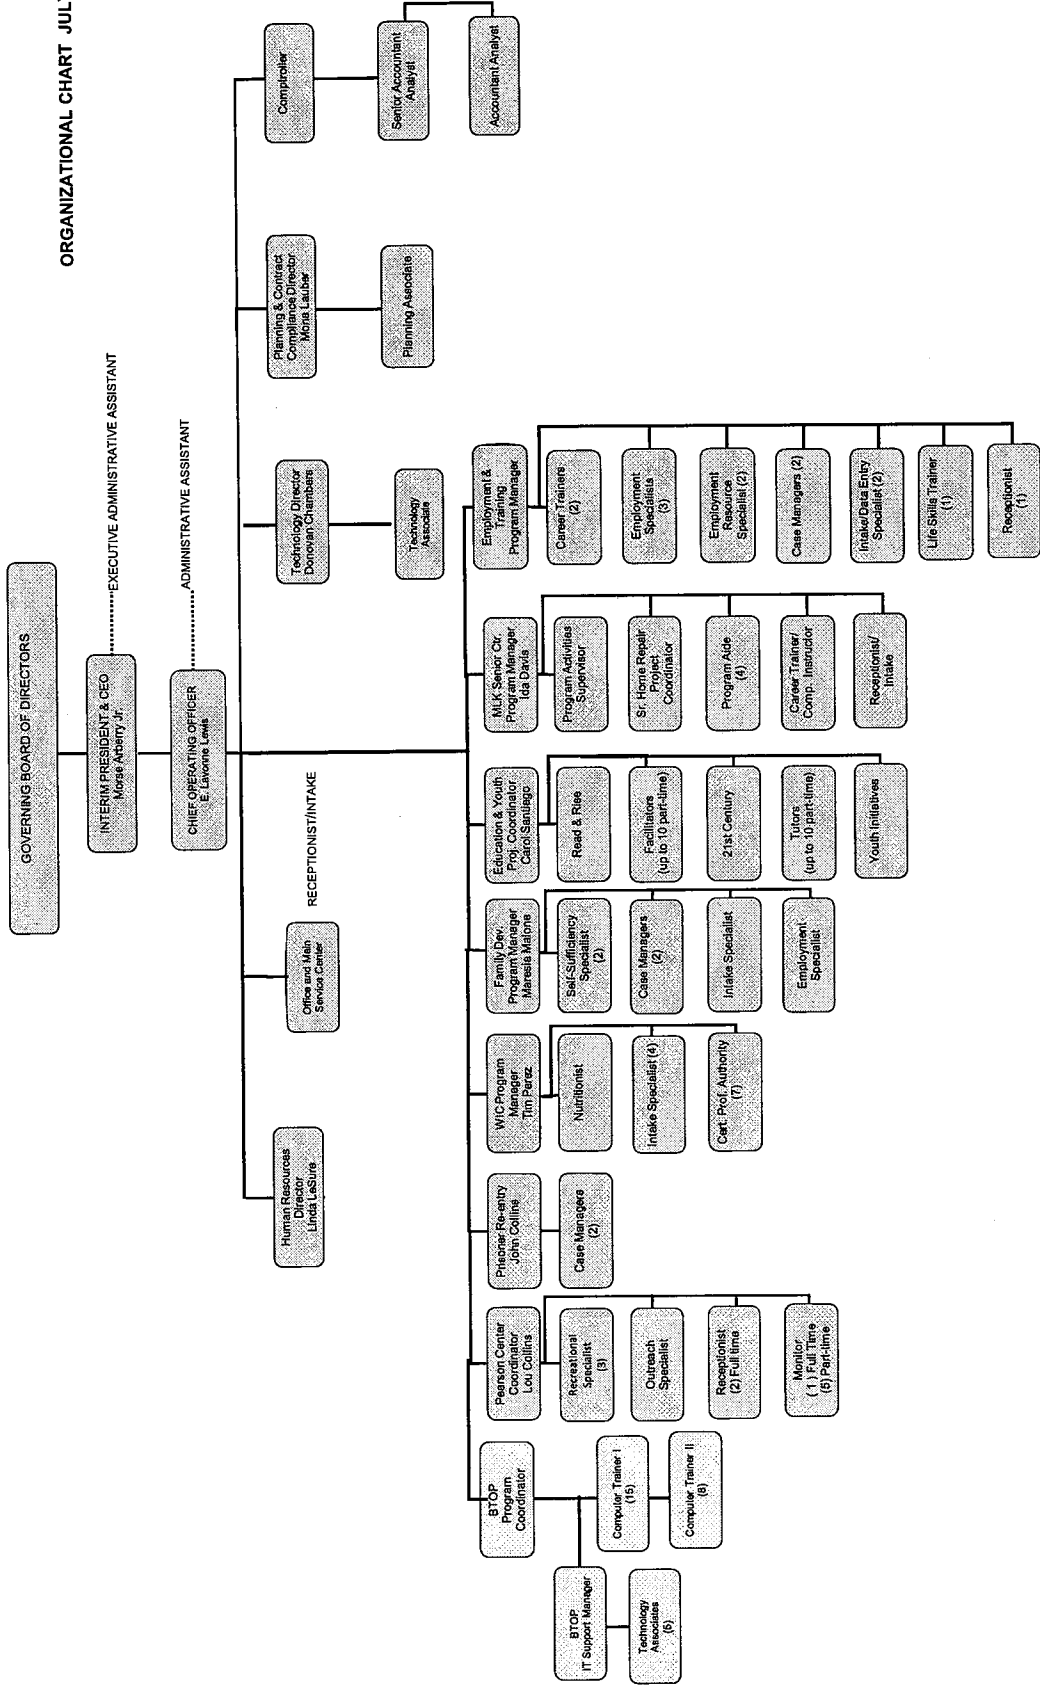 ORGANIZATIONAL CHART JULY
GOVERNING BOARD OF DIRECTORS
INTERIM PRESIDENT & CEO
Morse Arberry Jr.
EXECUTIVE ADMINISTRATIVE ASSISTANT
CHIEF OPERATING OFFICER
E. Lavonne Lewis
ADMINISTRATIVE ASSISTANT
Human Resources
Director
Linda LeSure
Office and Main
Service Center
RECEPTIONIST/INTAKE
Technology Director
Donovan Chambers
Technology
Associate
Planning & Contract
Compliance Director
Mona Lauber
Planning Associate
Comptroller
Senior Accountant
Analyst
Accountant Analyst
BTOP
Program
Coordinator
BTOP
IT Support Manager
Technology
Associates
Computer Trainer I
(15)
Computer Trainer II
(8)
Pearson Center
Coordinator
Lou Collins
Recreational
Specialist
(3)
Outreach
Specialist
Receptionist
(2) Full time
Monitor
( 1 ) Full Time
(5) Part-time
Prisoner Re-entry
John Collins
Case Managers
(2)
WIC Program
Manager
Tim Perez
Nutritionist
Intake Specialist (4)
Cert. Prof. Authority
(7)
Family Dev.
Program Manager
Maresia Malone
Self-Sufficiency
Specialist
(2)
Case Managers
(2)
Intake Specialist
Employment
Specialist
Education & Youth
Proj. Coordinator
Carol Santiago
Read & Rise
Facilitators
(up to 10 part-time)
21st Century
Tutors
(up to 10 part-time)
Youth Initiatives
MLK Senior Ctr.
Program Manager
Ida Davis
Program Activities
Supervisor
Sr. Home Repair
Project
Coordinator
Program Aide
(4)
Career Trainer/
Comp. Instructor
Receptionist/
Intake
Employment &
Training
Program Manager
Career Trainers
(2)
Employment
Specialists
(3)
Employment
Resource
Specialist (2)
Case Managers (2)
Intake/Data Entry
Specialist (2)
Life Skills Trainer
(1)
Receptionist
(1)